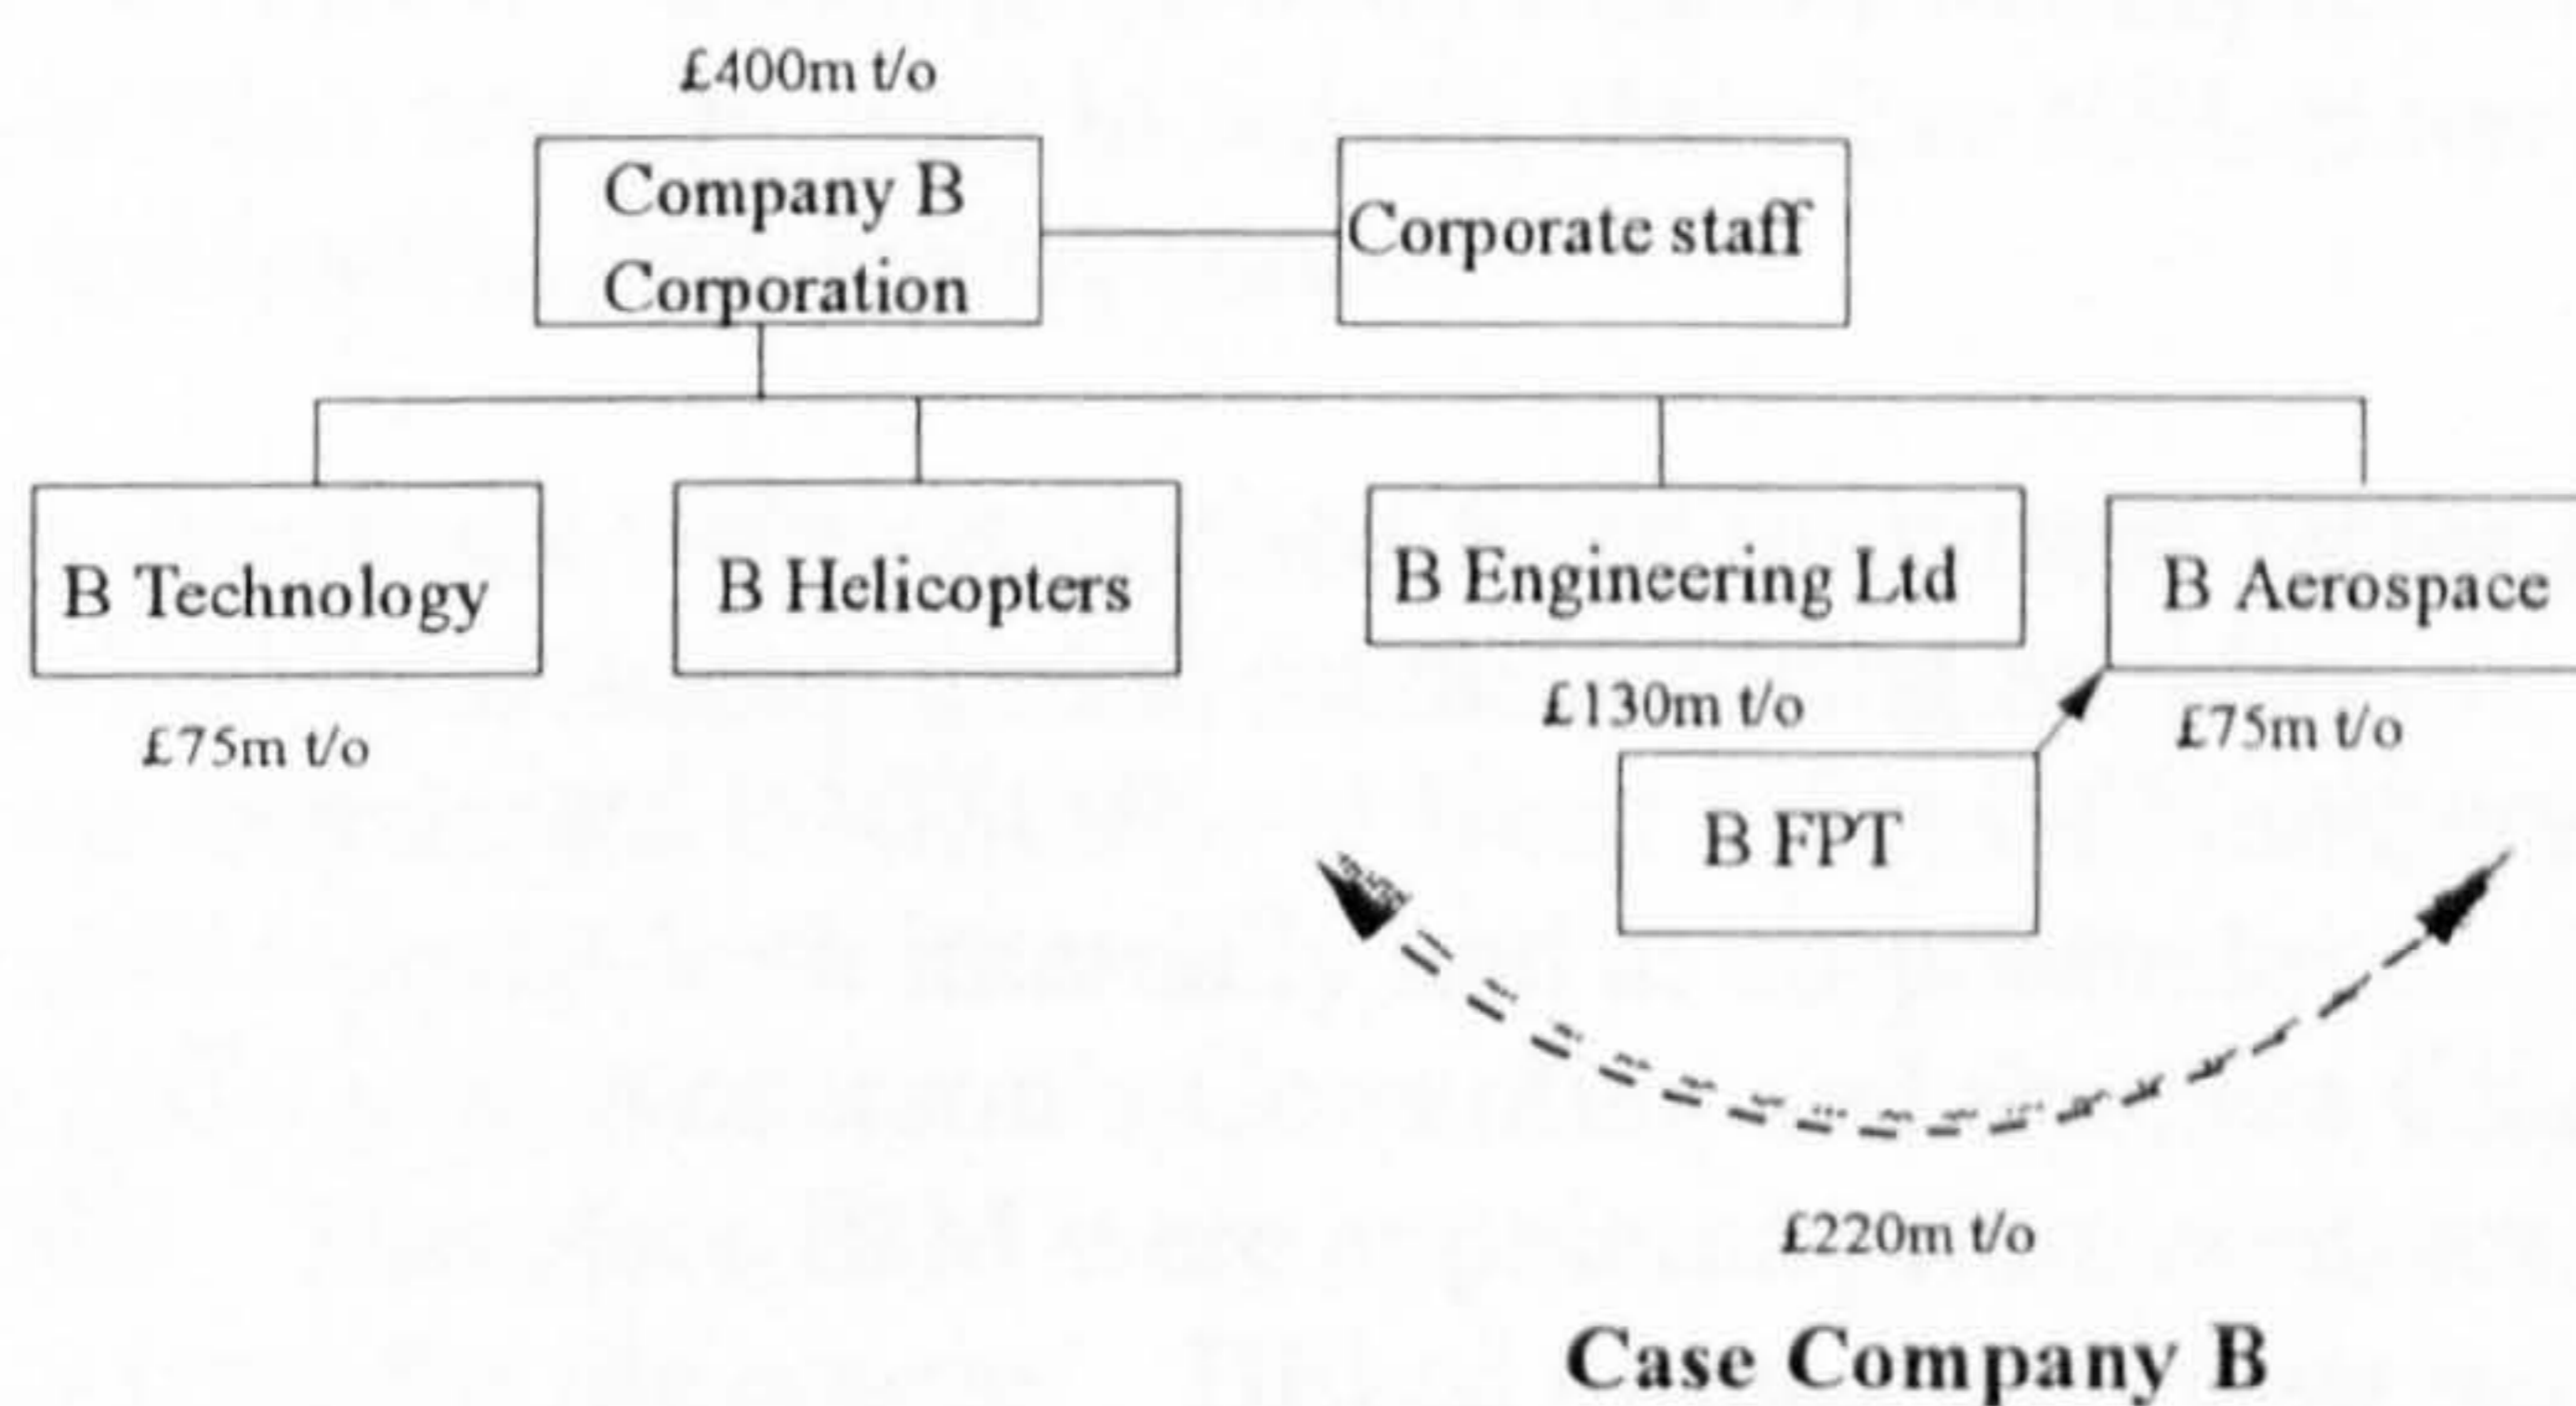 £400m t/o
Company B
Corporation
Corporate staff
B Technology
B Helicopters
B Engineering Ltd
B Aerospace
£75m t/o
£130m t/o
£75m t/o
B FPT
£220m t/o
Case Company B